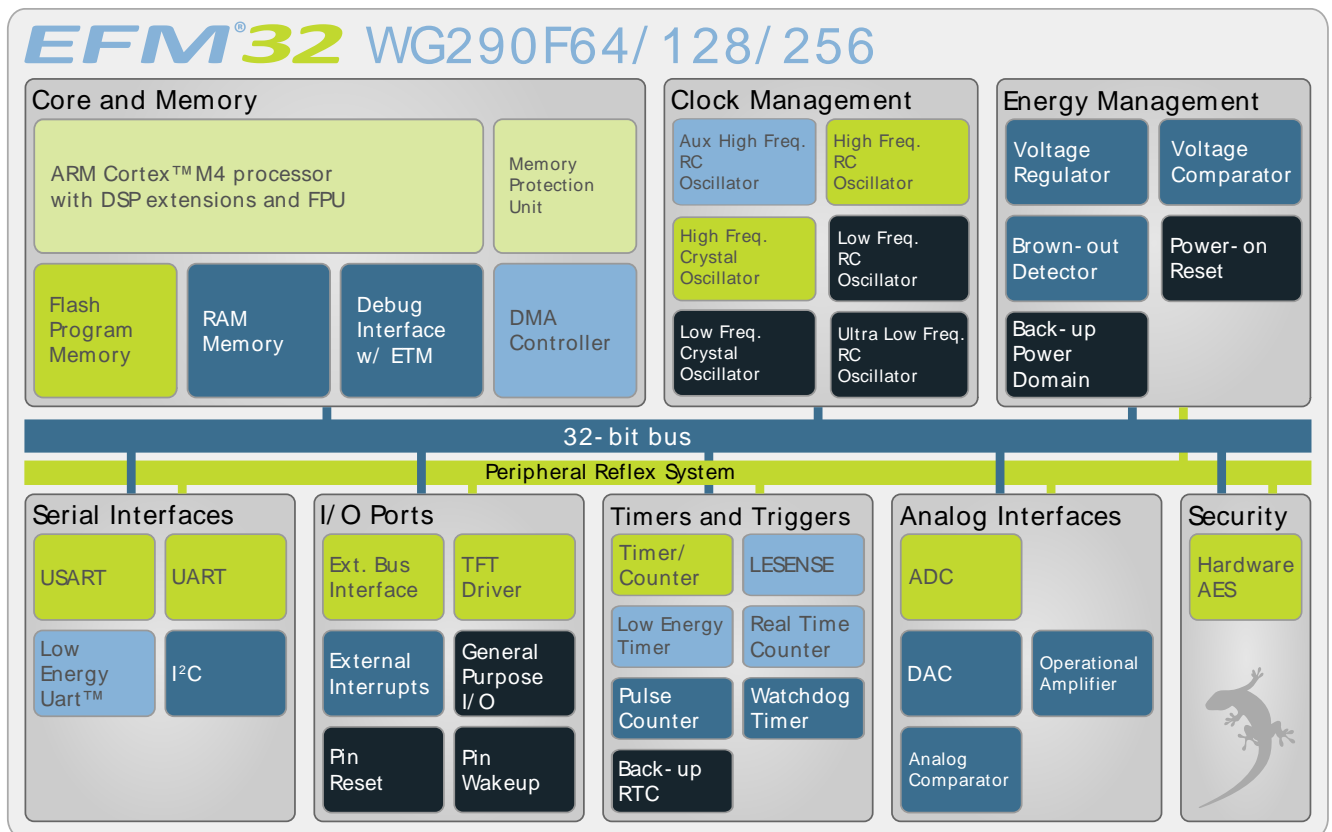 EFM®32 WG290F64/128/256
Core and Memory
ARM Cortex™ M4 processor
with DSP extensions and FPU
Memory
Protection
Unit
Flash
Program
Memory
RAM
Memory
Debug
Interface
w/ ETM
DMA
Controller
Clock Management
Aux High Freq.
RC
Oscillator
High Freq.
RC
Oscillator
High Freq.
Crystal
Oscillator
Low Freq.
RC
Oscillator
Low Freq.
Crystal
Oscillator
Ultra Low Freq.
RC
Oscillator
Energy Management
Voltage
Regulator
Voltage
Comparator
Brown-out
Detector
Power-on
Reset
Back-up
Power
Domain
32-bit bus
Peripheral Reflex System
Serial Interfaces
USART
UART
Low
Energy
Uart™
I²C
I/O Ports
Ext. Bus
Interface
TFT
Driver
External
Interrupts
General
Purpose
I/O
Pin
Reset
Pin
Wakeup
Timers and Triggers
Timer/
Counter
LESENSE
Low Energy
Timer
Real Time
Counter
Pulse
Counter
Watchdog
Timer
Back-up
RTC
Analog Interfaces
ADC
DAC
Operational
Amplifier
Analog
Comparator
Security
Hardware
AES